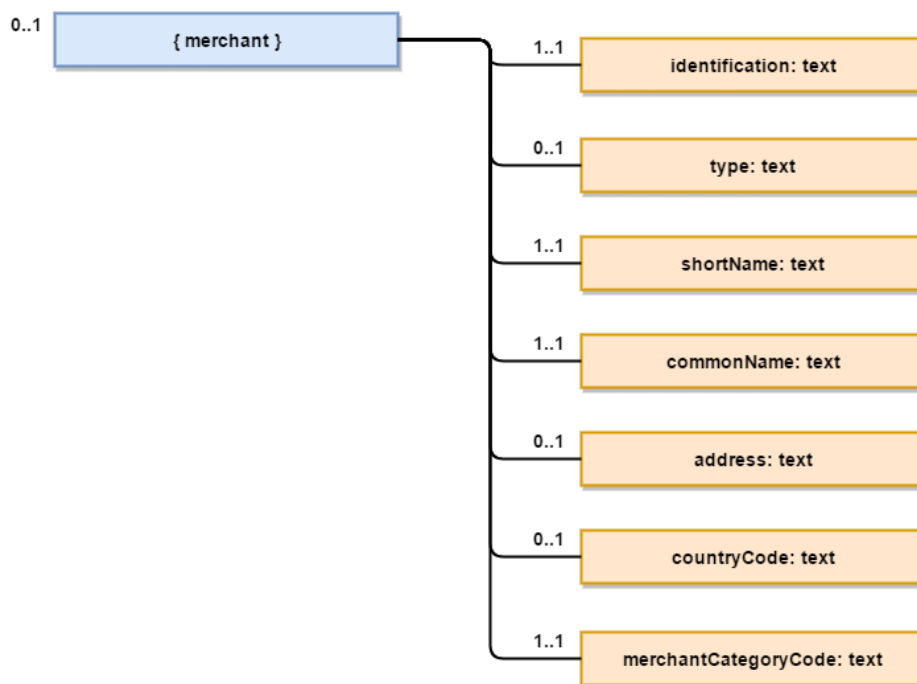 0..1
{ merchant }
1..1
identification: text
0..1
type: text
1..1
shortName: text
1..1
commonName: text
0..1
address: text
0..1
countryCode: text
1..1
merchantCategoryCode: text